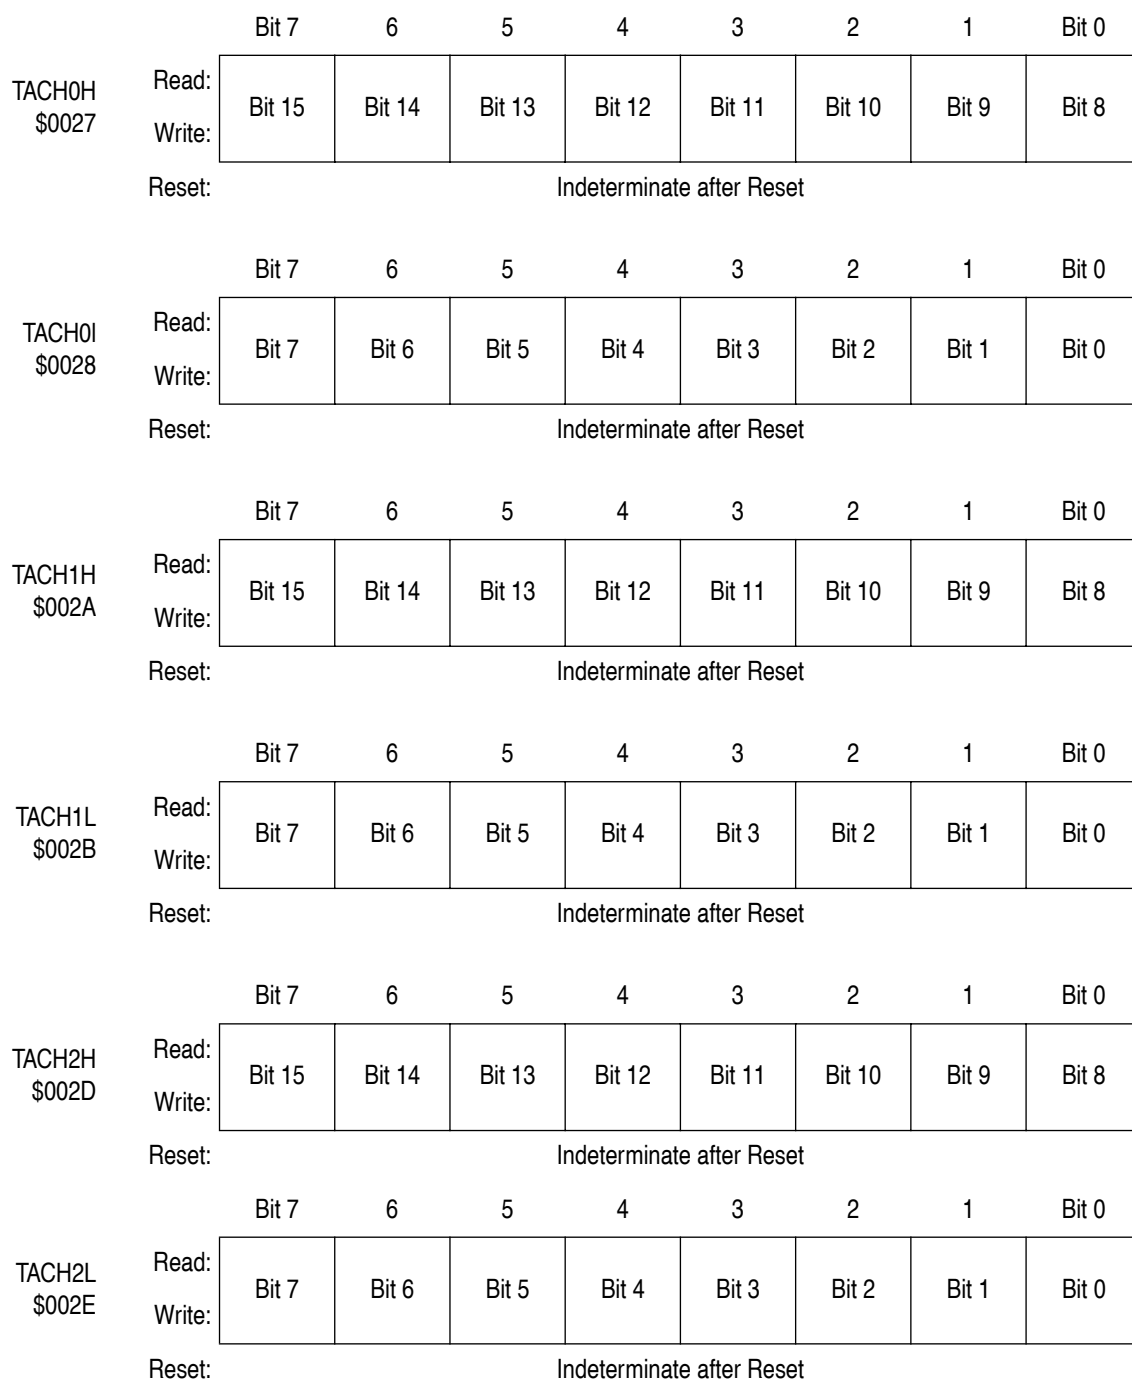 Bit 7 6 5 4 3 2 1 Bit 0
TACH0H Read:
$0027 Bit 15 Bit 14 Bit 13 Bit 12 Bit 11 Bit 10 Bit 9 Bit 8
Write:
Reset: Indeterminate after Reset
Bit 7 6 5 4 3 2 1 Bit 0
TACH0l Read:
$0028 Bit 7 Bit 6 Bit 5 Bit 4 Bit 3 Bit 2 Bit 1 Bit 0
Write:
Reset: Indeterminate after Reset
Bit 7 6 5 4 3 2 1 Bit 0
TACH1H Read:
$002A Bit 15 Bit 14 Bit 13 Bit 12 Bit 11 Bit 10 Bit 9 Bit 8
Write:
Reset: Indeterminate after Reset
Bit 7 6 5 4 3 2 1 Bit 0
TACH1L Read:
$002B Bit 7 Bit 6 Bit 5 Bit 4 Bit 3 Bit 2 Bit 1 Bit 0
Write:
Reset: Indeterminate after Reset
Bit 7 6 5 4 3 2 1 Bit 0
TACH2H Read:
$002D Bit 15 Bit 14 Bit 13 Bit 12 Bit 11 Bit 10 Bit 9 Bit 8
Write:
Reset: Indeterminate after Reset
Bit 7 6 5 4 3 2 1 Bit 0
TACH2L Read:
$002E Bit 7 Bit 6 Bit 5 Bit 4 Bit 3 Bit 2 Bit 1 Bit 0
Write:
Reset: Indeterminate after Reset